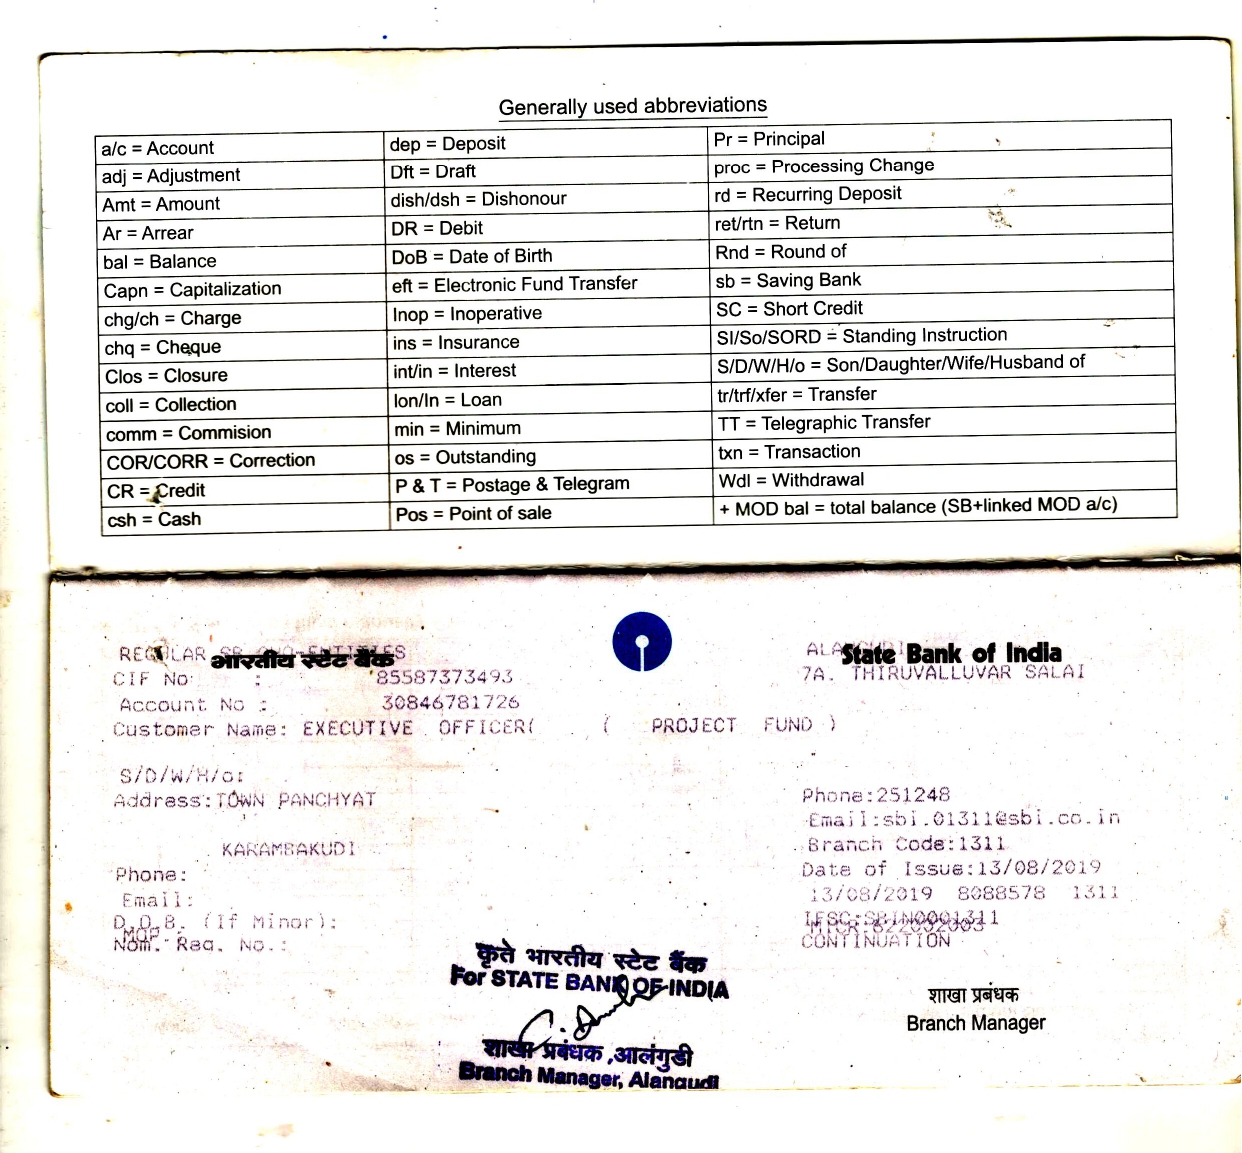 Generally used abbreviations
a/c = Account
adj = Adjustment
Amt = Amount
Ar = Arrear
bal = Balance
Capn = Capitalization
chg/ch = Charge
chq = Cheque
Clos = Closure
coll = Collection
comm = Commision
COR/CORR = Correction
CR = Credit
csh = Cash
dep = Deposit
Dft = Draft
dish/dsh = Dishonour
DR = Debit
DoB = Date of Birth
eft = Electronic Fund Transfer
Inop = Inoperative
ins = Insurance
int/in = Interest
lon/ln = Loan
min = Minimum
os = Outstanding
P & T = Postage & Telegram
Pos = Point of sale
Pr = Principal
proc = Processing Change
rd = Recurring Deposit
ret/rtn = Return
Rnd = Round of
sb = Saving Bank
SC = Short Credit
SI/So/SORD = Standing Instruction
S/D/W/H/o = Son/Daughter/Wife/Husband of
tr/trf/xfer = Transfer
TT = Telegraphic Transfer
txn = Transaction
Wdl = Withdrawal
+ MOD bal = total balance (SB+linked MOD a/c)
भारतीय स्टेट बैंक
State Bank of India
REGULAR SB
7A. THIRUVALLUVAR SALAI
CIF No : 85587373493
Account No : 30846781726
Customer Name: EXECUTIVE OFFICER( ( PROJECT FUND )
S/D/W/H/o:
Address:TOWN PANCHYAT
KARAMBAKUDI
Phone:
Email:
D.O.B. (If Minor):
MOP
Nom. Reg. No.:
Phone:251248
Email:sbi.01311@sbi.co.in
Branch Code:1311
Date of Issue:13/08/2019
13/08/2019 8088578 1311
IFSC:SBIN0001311
MICR:622002003
CONTINUATION
कृते भारतीय स्टेट बैंक
For STATE BANK OF INDIA
शाखा प्रबंधक ,आलंगुडी
Branch Manager, Alangudi
शाखा प्रबंधक
Branch Manager